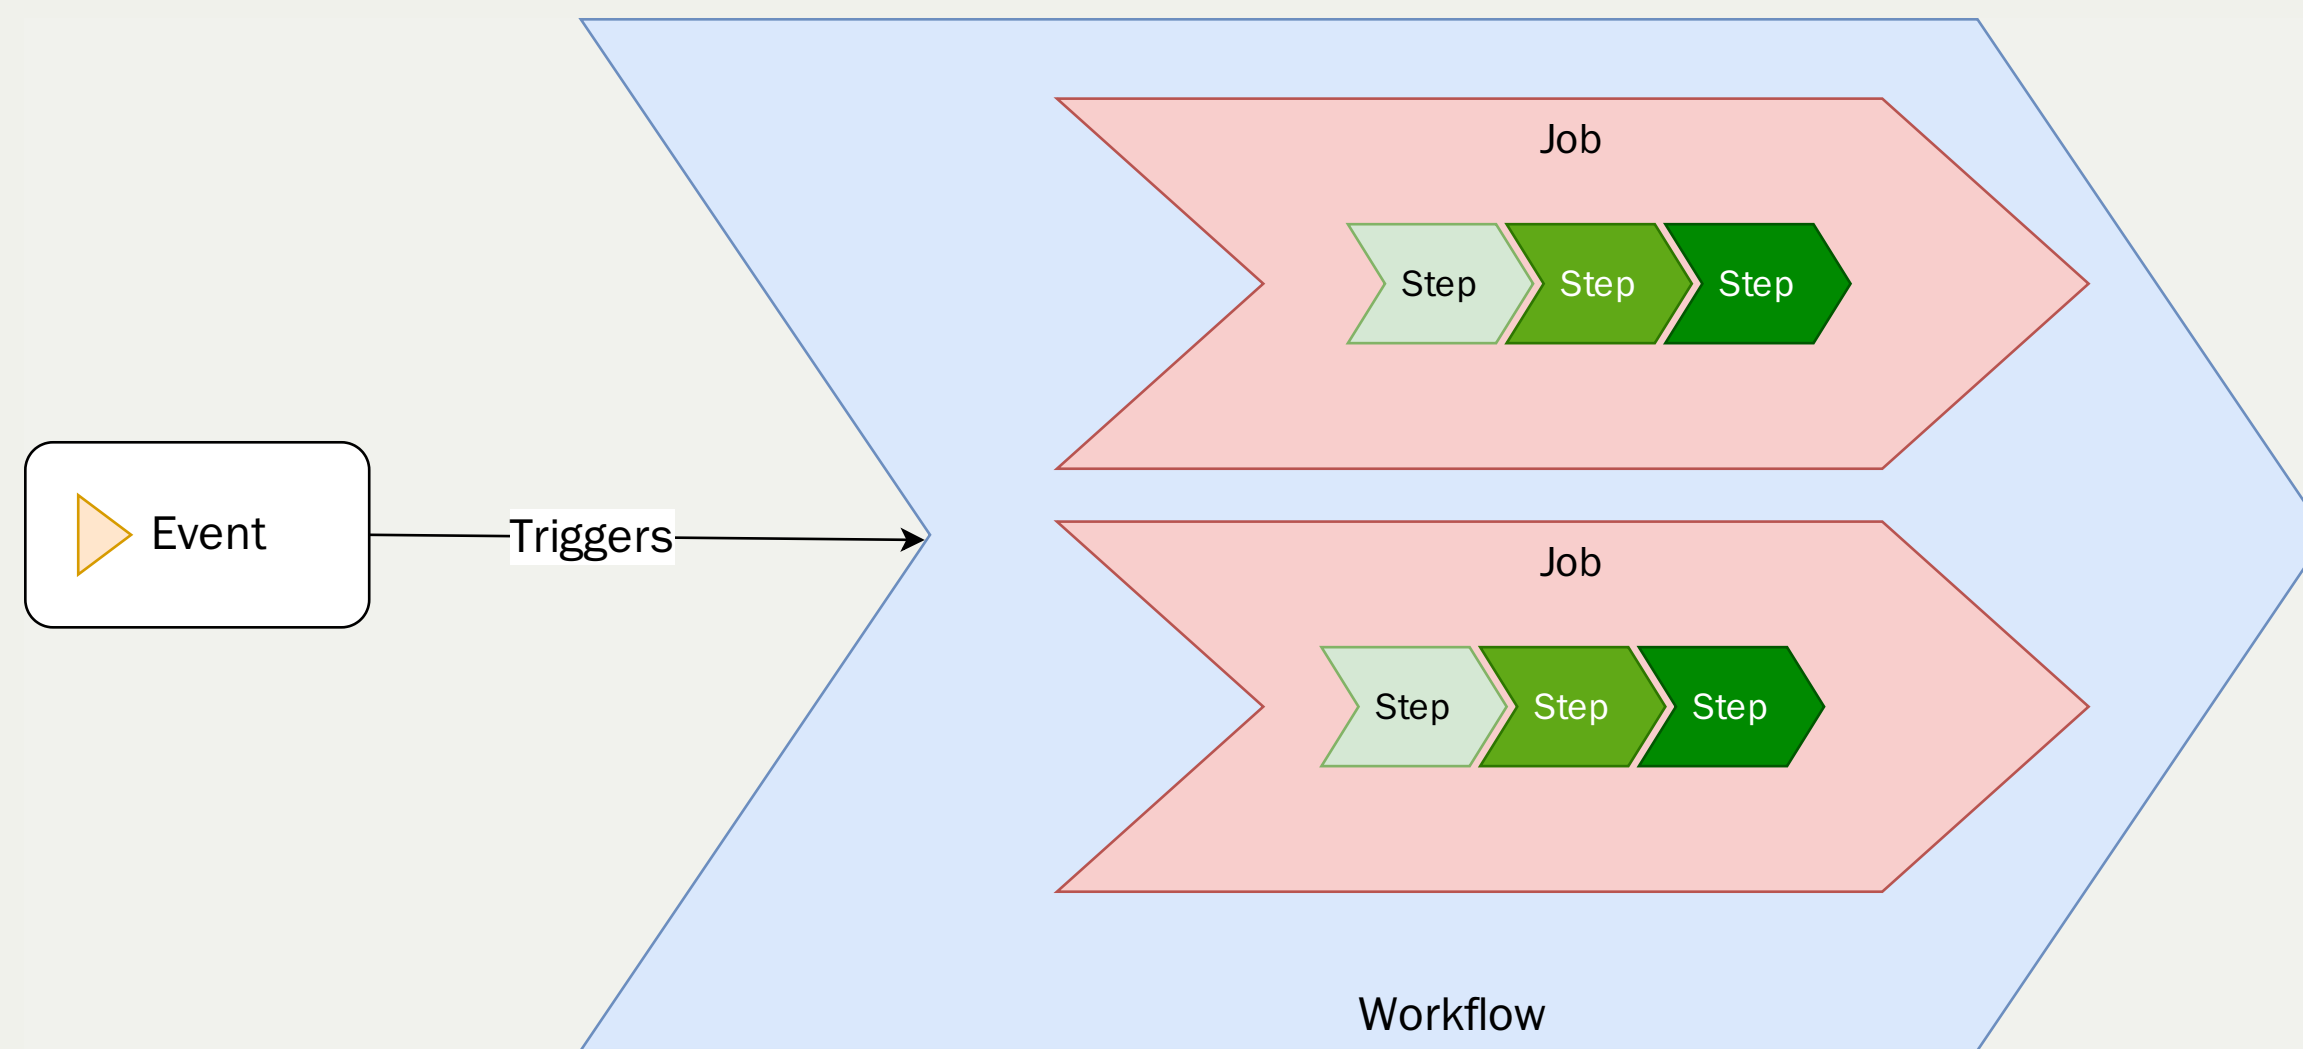 Job
Step Step Step
Event
Triggers
Job
Step Step Step
Workflow